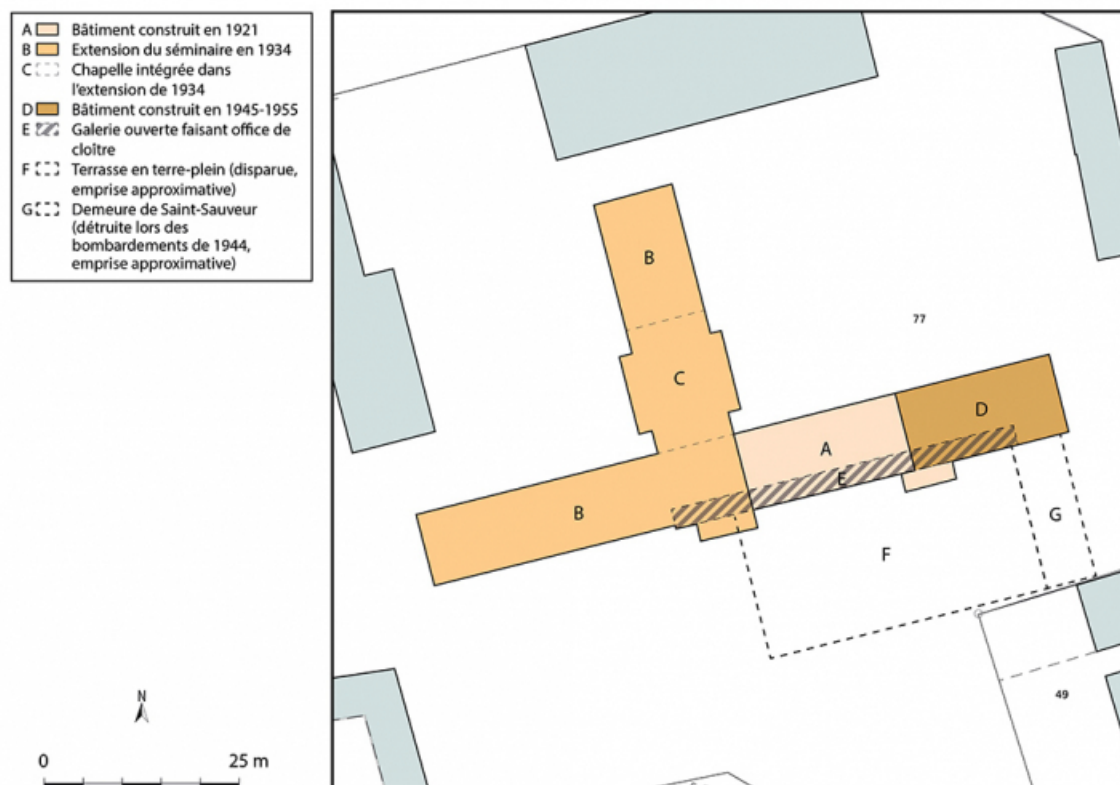 A Bâtiment construit en 1921
B Extension du séminaire en 1934
C Chapelle intégrée dans
l'extension de 1934
D Bâtiment construit en 1945-1955
E Galerie ouverte faisant office de
cloître
F Terrasse en terre-plein (disparue,
emprise approximative)
G Demeure de Saint-Sauveur
(détruite lors des
bombardements de 1944,
emprise approximative)
B
77
C
D
A
E
B
G
F
49
N
0 25 m